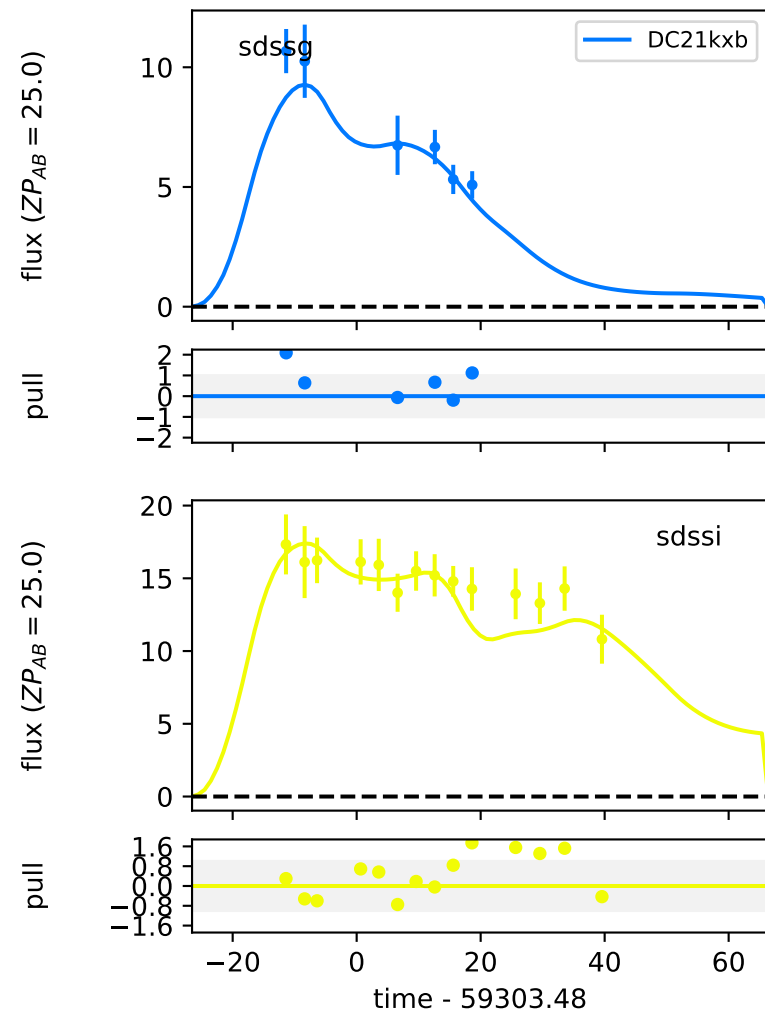 sdssg
DC21kxb
10
5
0
flux (ZP_AB = 25.0)
2
1
0
−1
−2
pull
20
15
10
5
0
sdssi
flux (ZP_AB = 25.0)
1.6
0.8
0.0
−0.8
−1.6
pull
−20 0 20 40 60
time - 59303.48